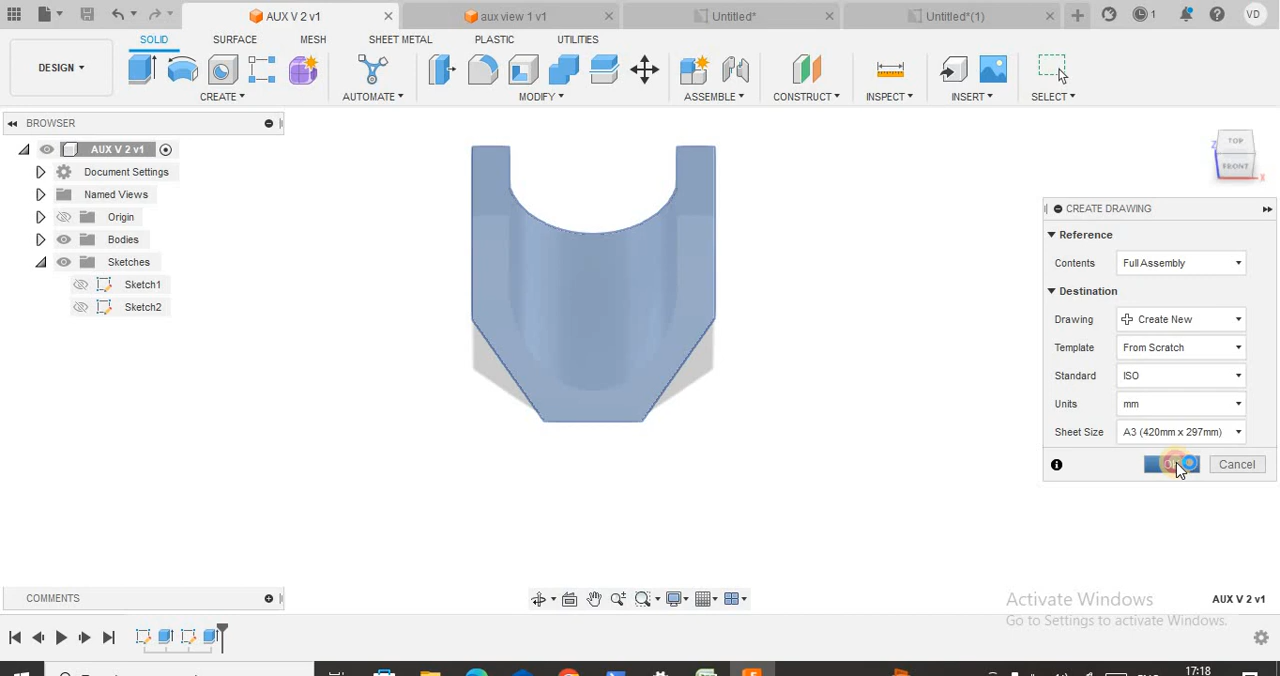 AUX V 2 v1
aux view 1 v1
Untitled*
Untitled*(1)
1
VD
DESIGN
SOLID
SURFACE
MESH
SHEET METAL
PLASTIC
UTILITIES
CREATE
AUTOMATE
MODIFY
ASSEMBLE
CONSTRUCT
INSPECT
INSERT
SELECT
BROWSER
AUX V 2 v1
Document Settings
Named Views
Origin
Bodies
Sketches
Sketch1
Sketch2
TOP
FRONT
Z
X
CREATE DRAWING
Reference
Contents Full Assembly
Destination
Drawing Create New
Template From Scratch
Standard ISO
Units mm
Sheet Size A3 (420mm x 297mm)
Cancel
COMMENTS
Activate Windows
Go to Settings to activate Windows.
AUX V 2 v1
17:18